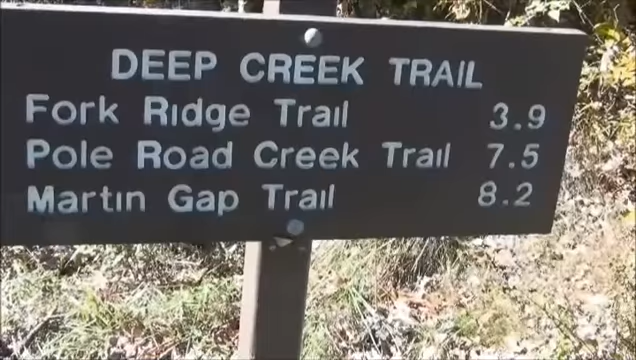 DEEP CREEK TRAIL
Fork Ridge Trail 3.9
Pole Road Creek Trail 7.5
Martin Gap Trail 8.2